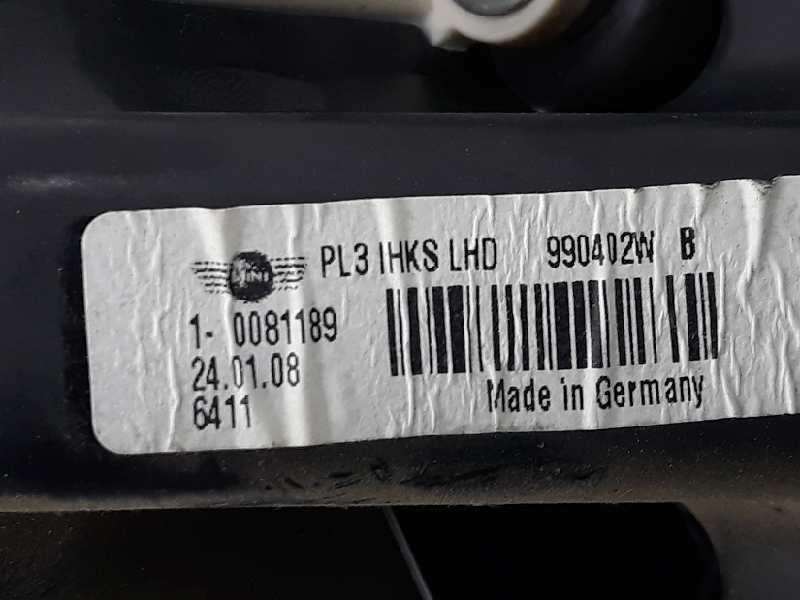 PL3 IHKS LHD 990402W B
1- 0081189
24.01.08
6411
Made in Germany